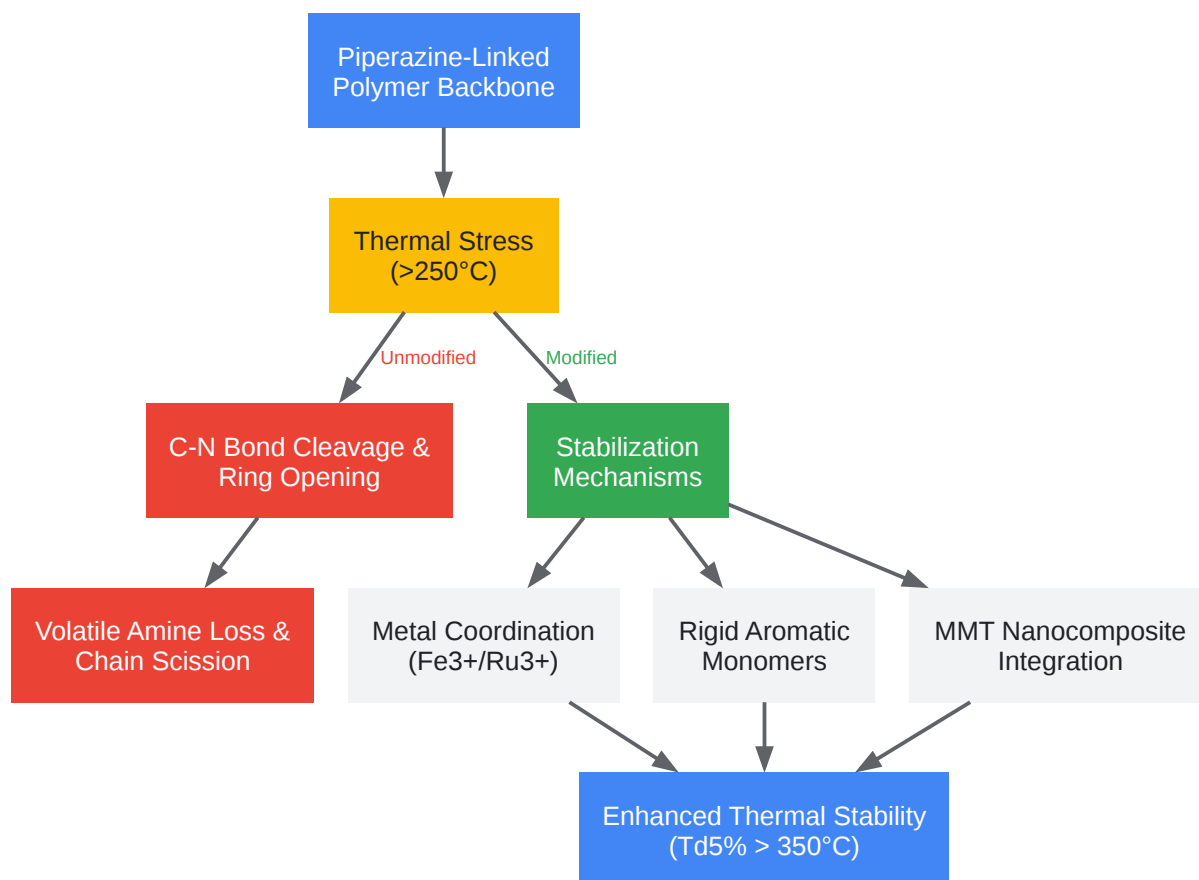 Piperazine-Linked
Polymer Backbone
Thermal Stress
(>250°C)
Unmodified
Modified
C-N Bond Cleavage &
Ring Opening
Stabilization
Mechanisms
Volatile Amine Loss &
Chain Scission
Metal Coordination
(Fe3+/Ru3+)
Rigid Aromatic
Monomers
MMT Nanocomposite
Integration
Enhanced Thermal Stability
(Td5% > 350°C)